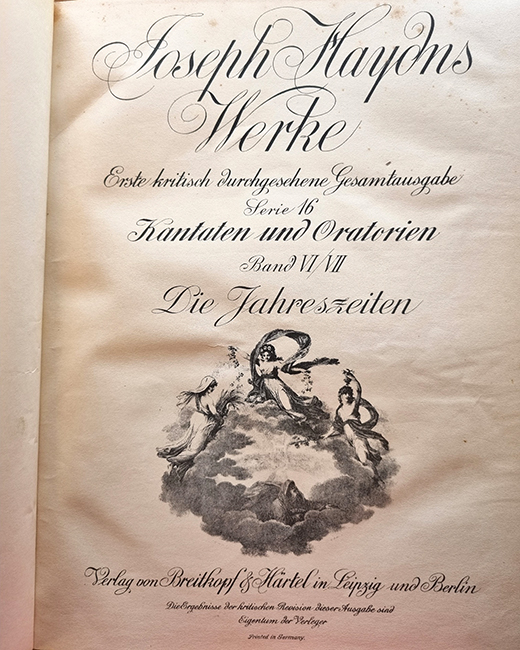 Joseph Haydns
Werke
Erste kritisch durchgesehene Gesamtausgabe
Serie 16
Kantaten und Oratorien
Band VI/VII
Die Jahreszeiten
Verlag von Breitkopf & Härtel in Leipzig und Berlin
Die Ergebnisse der kritischen Revision dieser Ausgabe sind
Eigentum der Verleger
Printed in Germany.